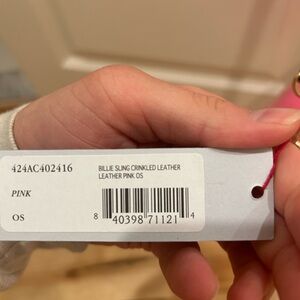 424AC402416
BILLIE SLING CRINKLED LEATHER
LEATHER PINK OS
PINK
OS
8 40398 71121 4